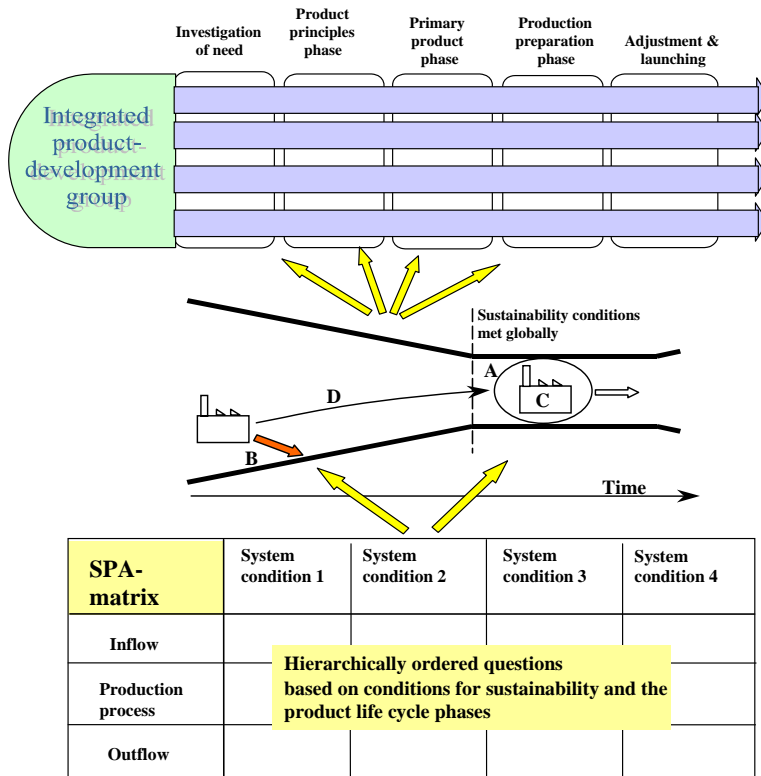 Investigation
of need
Product
principles
phase
Primary
product
phase
Production
preparation
phase
Adjustment &
launching
Integrated
product-
development
group
Sustainability conditions
met globally
A
C
D
B
Time
SPA-
matrix
System
condition 1
System
condition 2
System
condition 3
System
condition 4
Inflow
Production
process
Outflow
Hierarchically ordered questions
based on conditions for sustainability and the
product life cycle phases